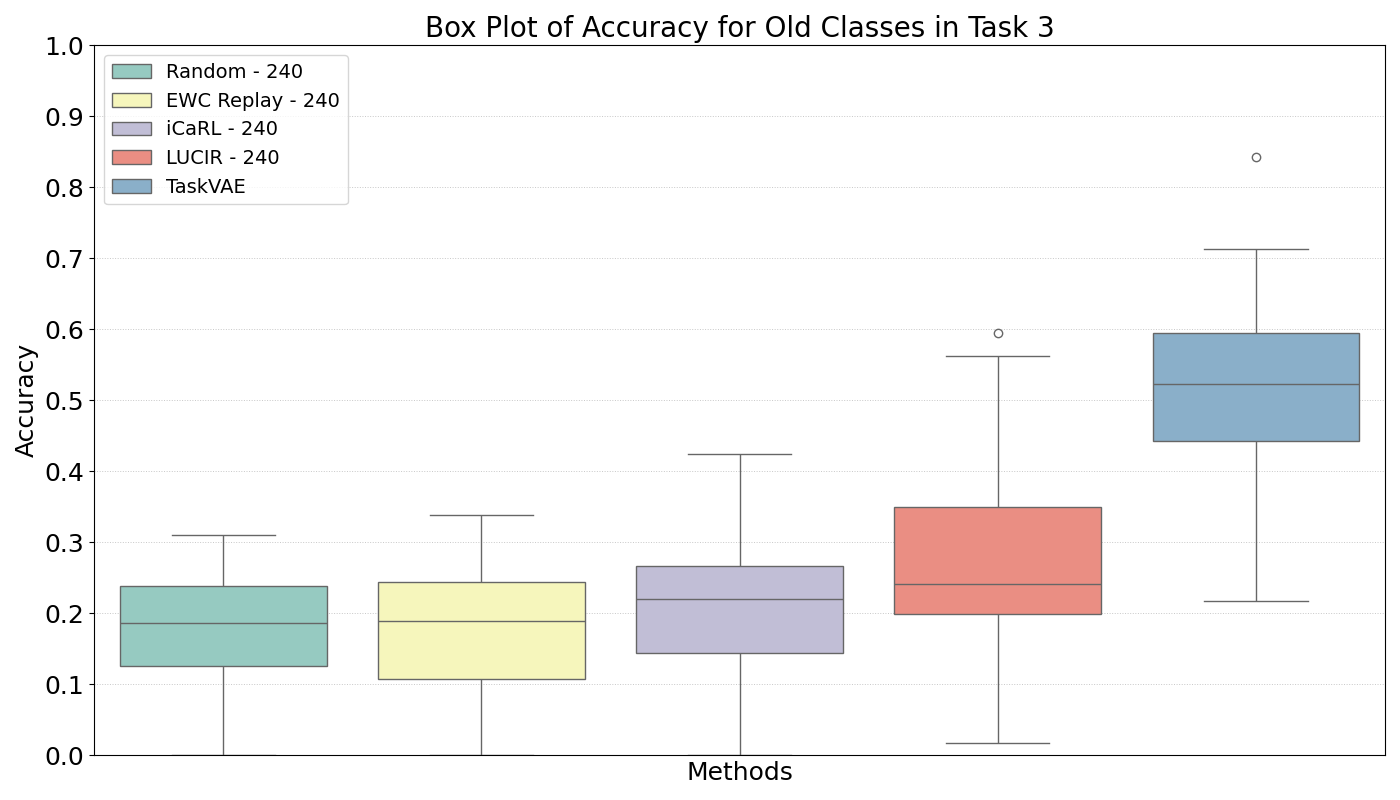 Box Plot of Accuracy for Old Classes in Task 3
1.0
0.9
0.8
0.7
0.6
0.5
0.4
0.3
0.2
0.1
0.0
Accuracy
Random - 240
EWC Replay - 240
iCaRL - 240
LUCIR - 240
TaskVAE
Methods